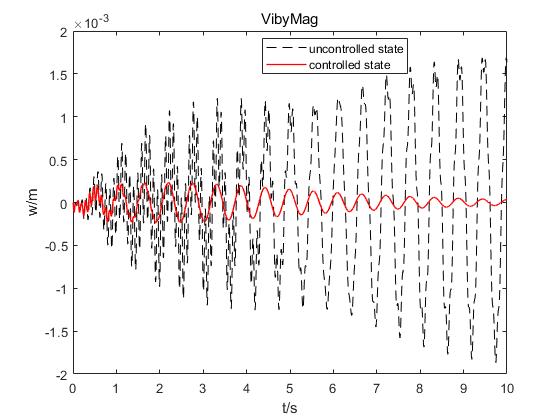 VibyMag
×10⁻³
uncontrolled state
controlled state
2
1.5
1
0.5
0
-0.5
-1
-1.5
-2
w/m
0 1 2 3 4 5 6 7 8 9 10
t/s